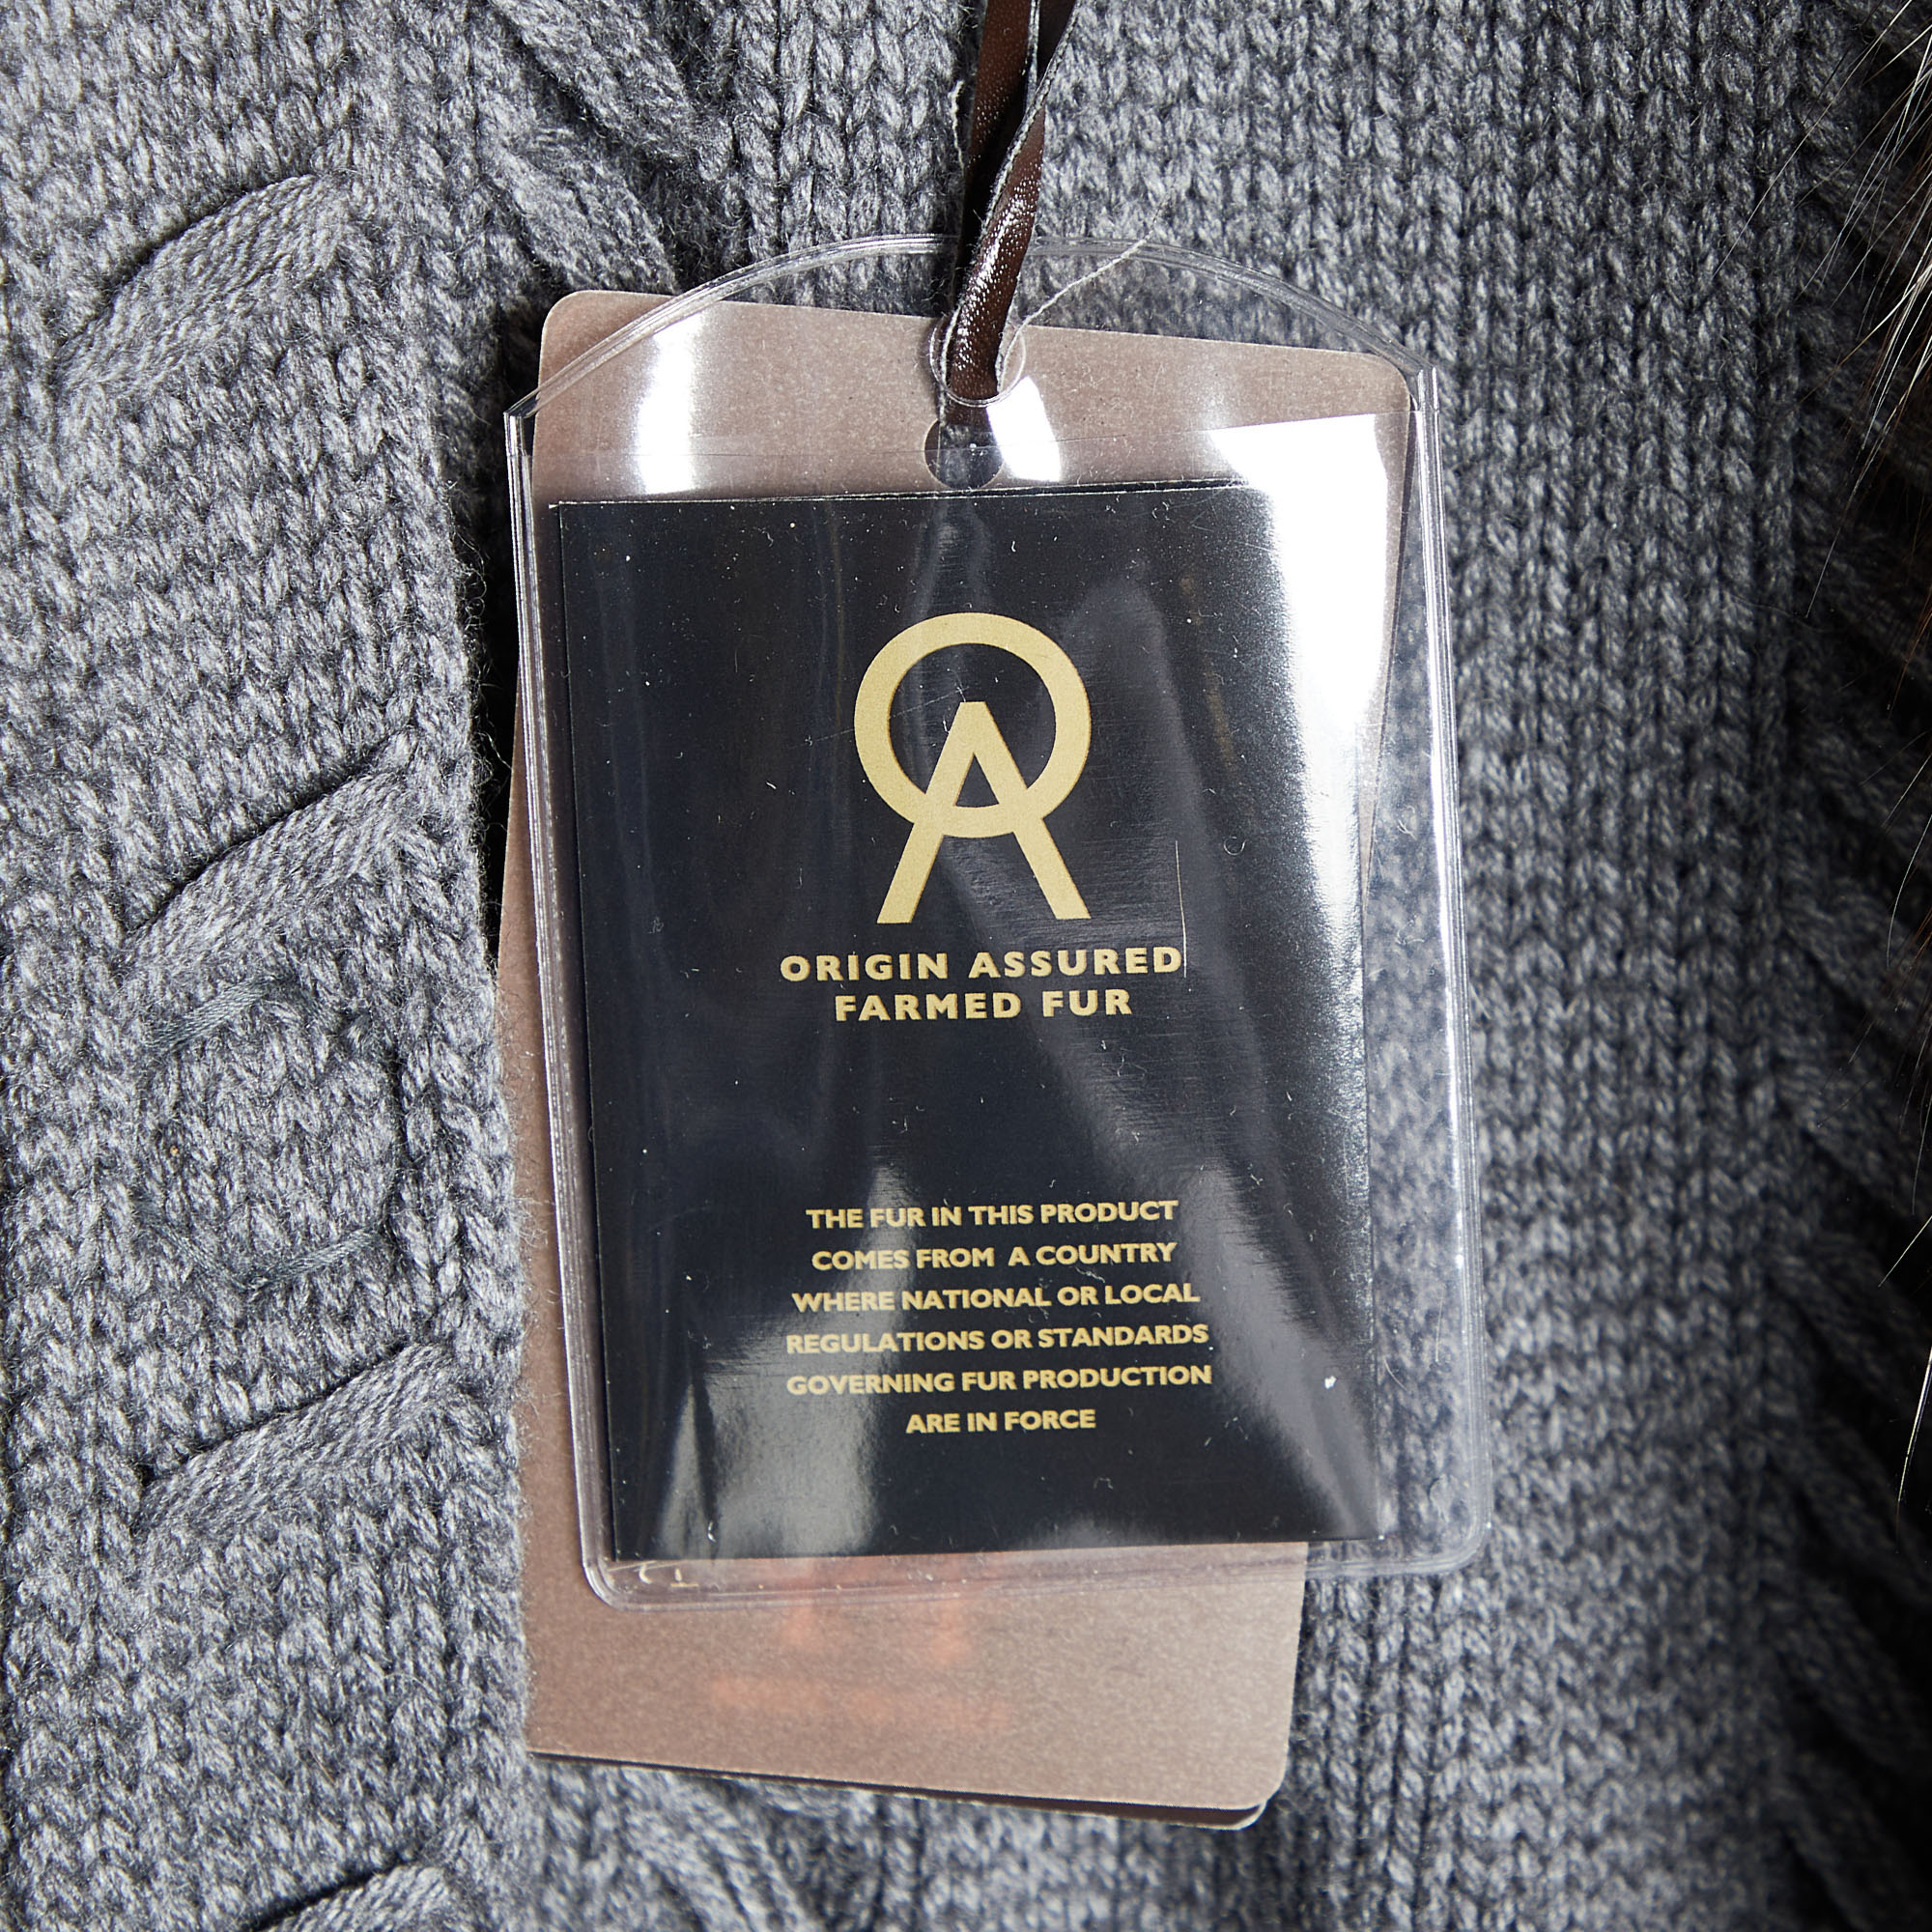 OA
ORIGIN ASSURED
FARMED FUR
THE FUR IN THIS PRODUCT
COMES FROM A COUNTRY
WHERE NATIONAL OR LOCAL
REGULATIONS OR STANDARDS
GOVERNING FUR PRODUCTION
ARE IN FORCE